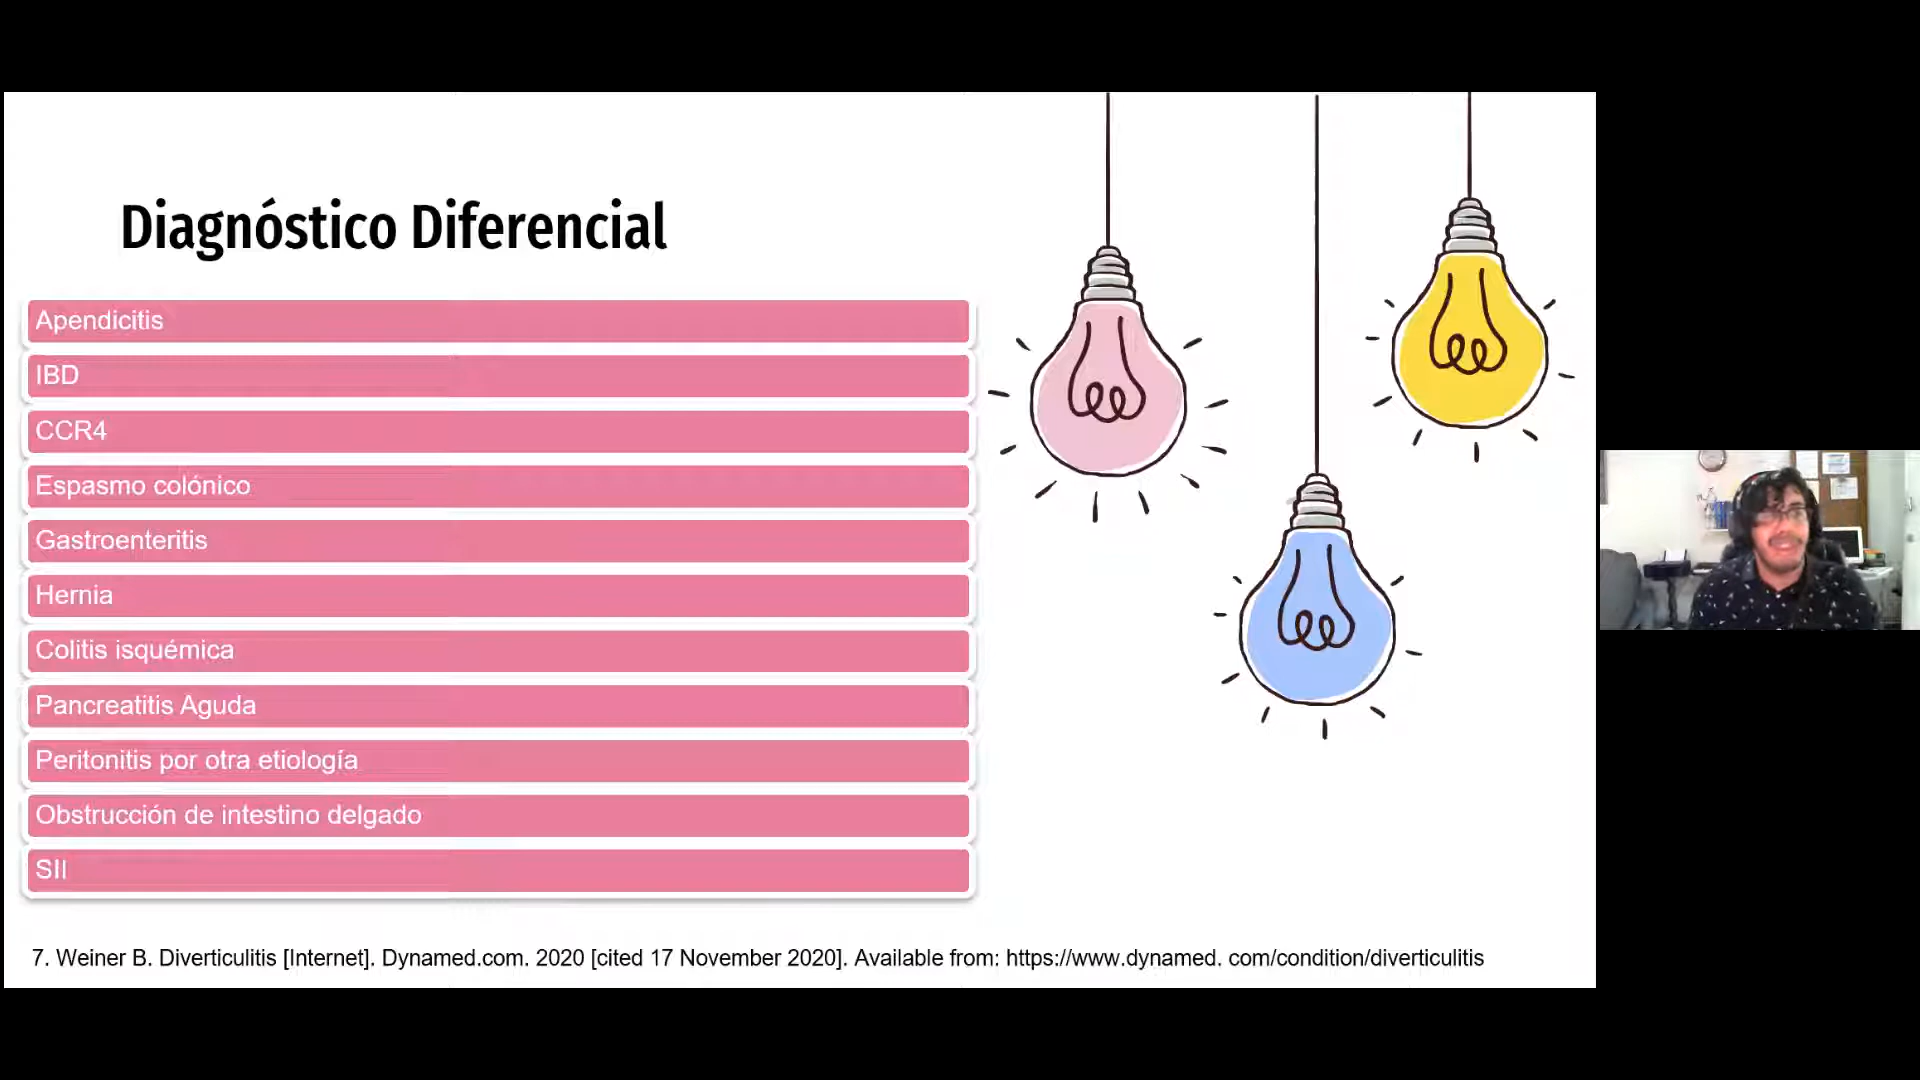 Diagnóstico Diferencial
Apendicitis
IBD
CCR4
Espasmo colónico
Gastroenteritis
Hernia
Colitis isquémica
Pancreatitis Aguda
Peritonitis por otra etiología
Obstrucción de intestino delgado
SII
7. Weiner B. Diverticulitis [Internet]. Dynamed.com. 2020 [cited 17 November 2020]. Available from: https://www.dynamed. com/condition/diverticulitis